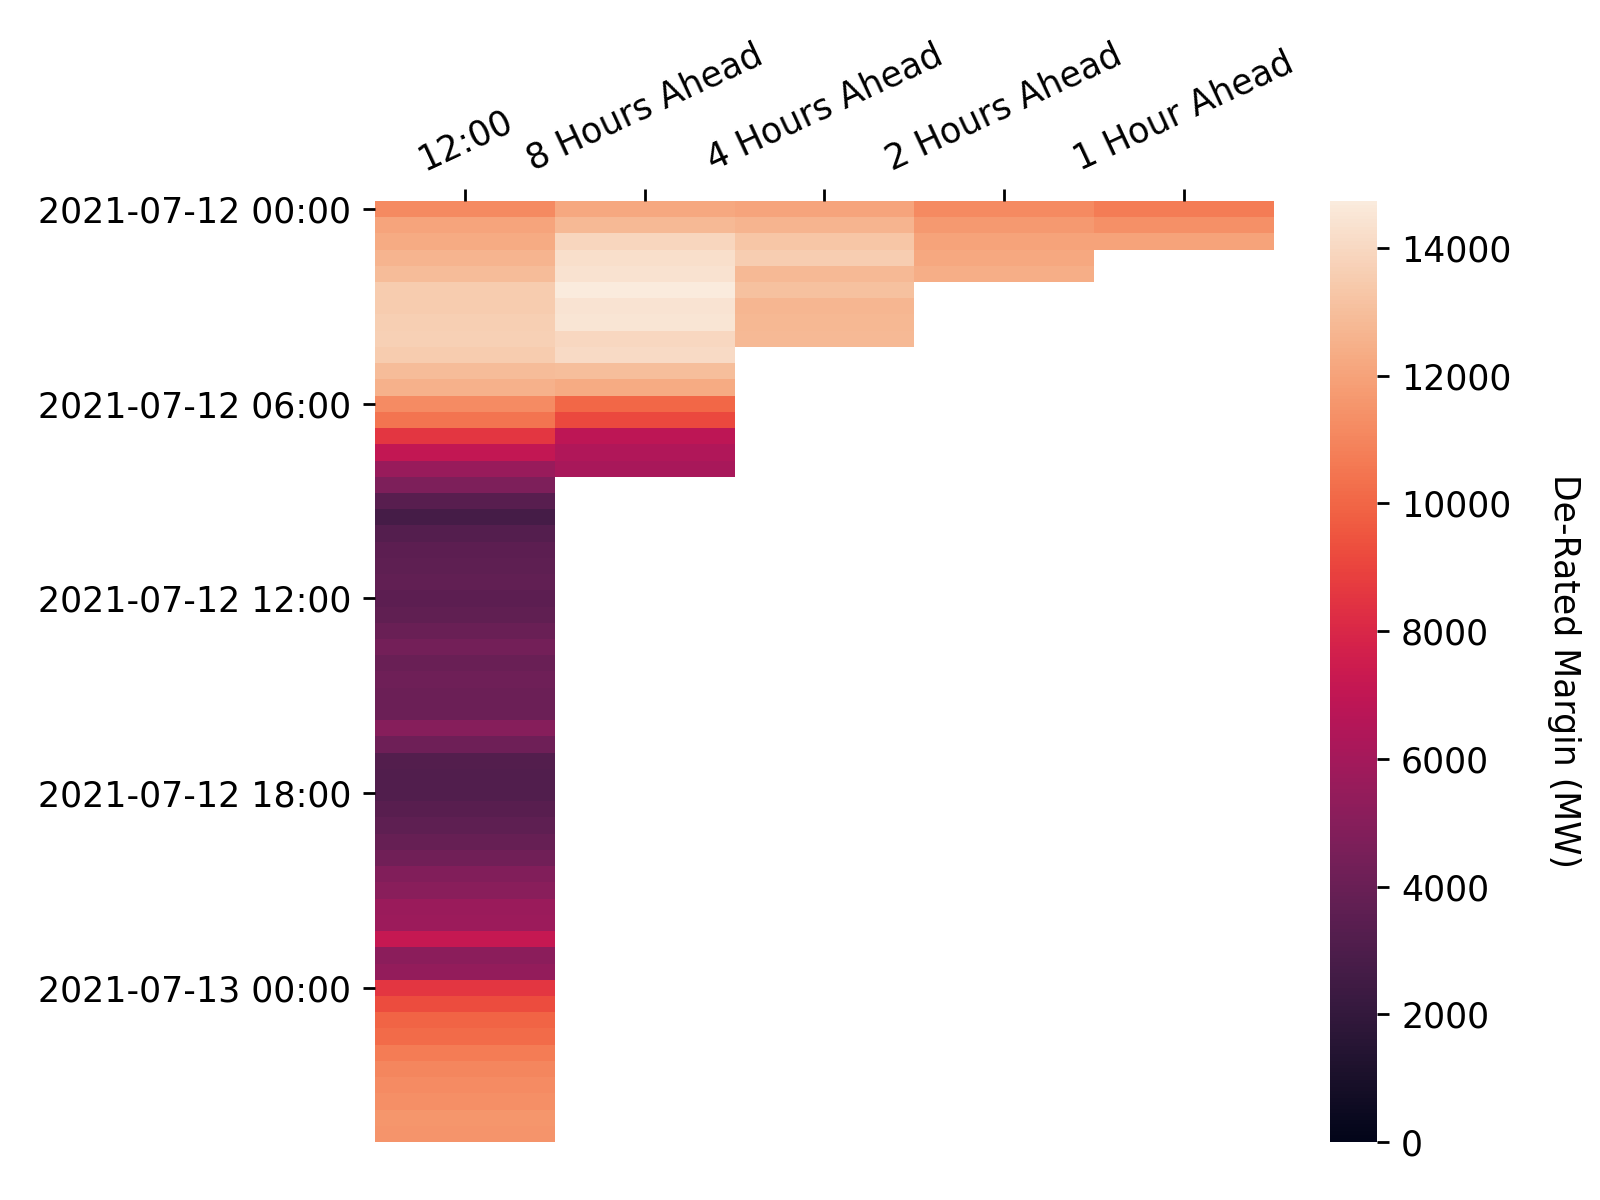 12:00
8 Hours Ahead
4 Hours Ahead
2 Hours Ahead
1 Hour Ahead
2021-07-12 00:00
2021-07-12 06:00
2021-07-12 12:00
2021-07-12 18:00
2021-07-13 00:00
14000
12000
10000
8000
6000
4000
2000
0
De-Rated Margin (MW)